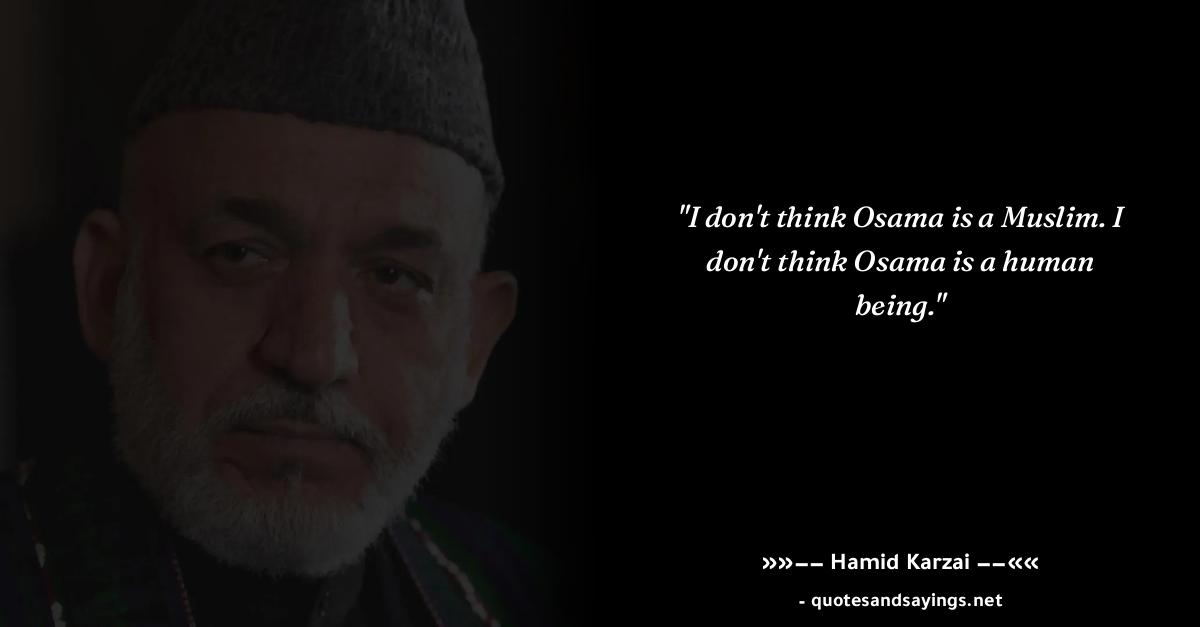 "I don't think Osama is a Muslim. I
don't think Osama is a human
being."
»»−− Hamid Karzai −−««
- quotesandsayings.net